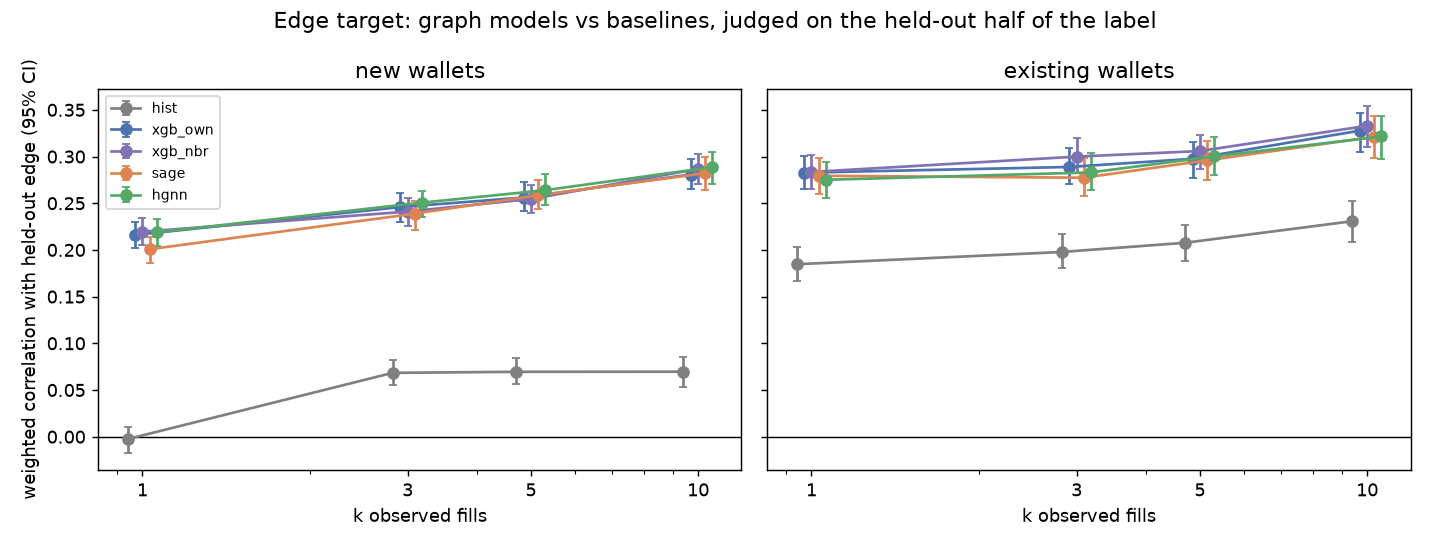 Edge target: graph models vs baselines, judged on the held-out half of the label
new wallets
existing wallets
weighted correlation with held-out edge (95% CI)
0.35
0.30
0.25
0.20
0.15
0.10
0.05
0.00
hist
xgb_own
xgb_nbr
sage
hgnn
1
3
5
10
k observed fills
1
3
5
10
k observed fills